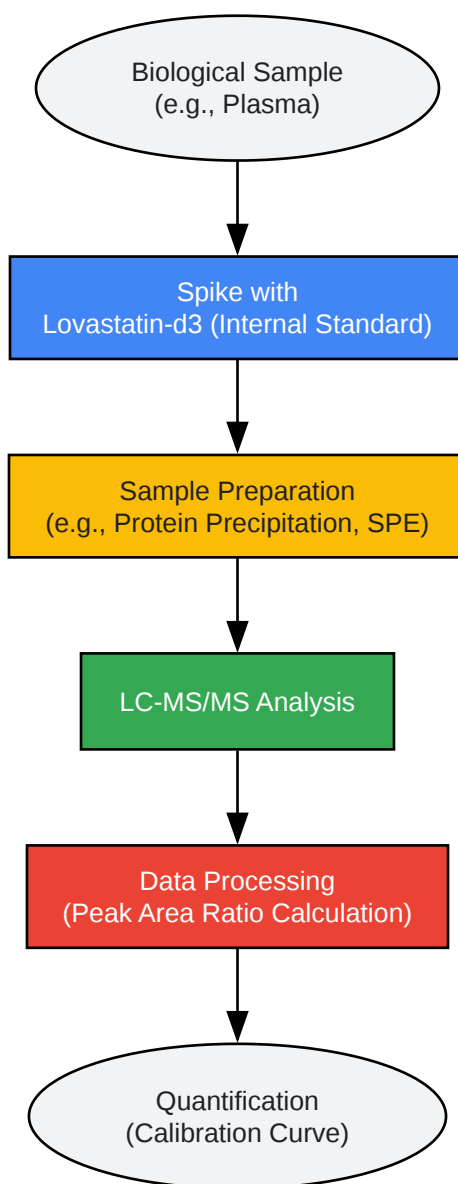 Biological Sample
(e.g., Plasma)
Spike with
Lovastatin-d3 (Internal Standard)
Sample Preparation
(e.g., Protein Precipitation, SPE)
LC-MS/MS Analysis
Data Processing
(Peak Area Ratio Calculation)
Quantification
(Calibration Curve)